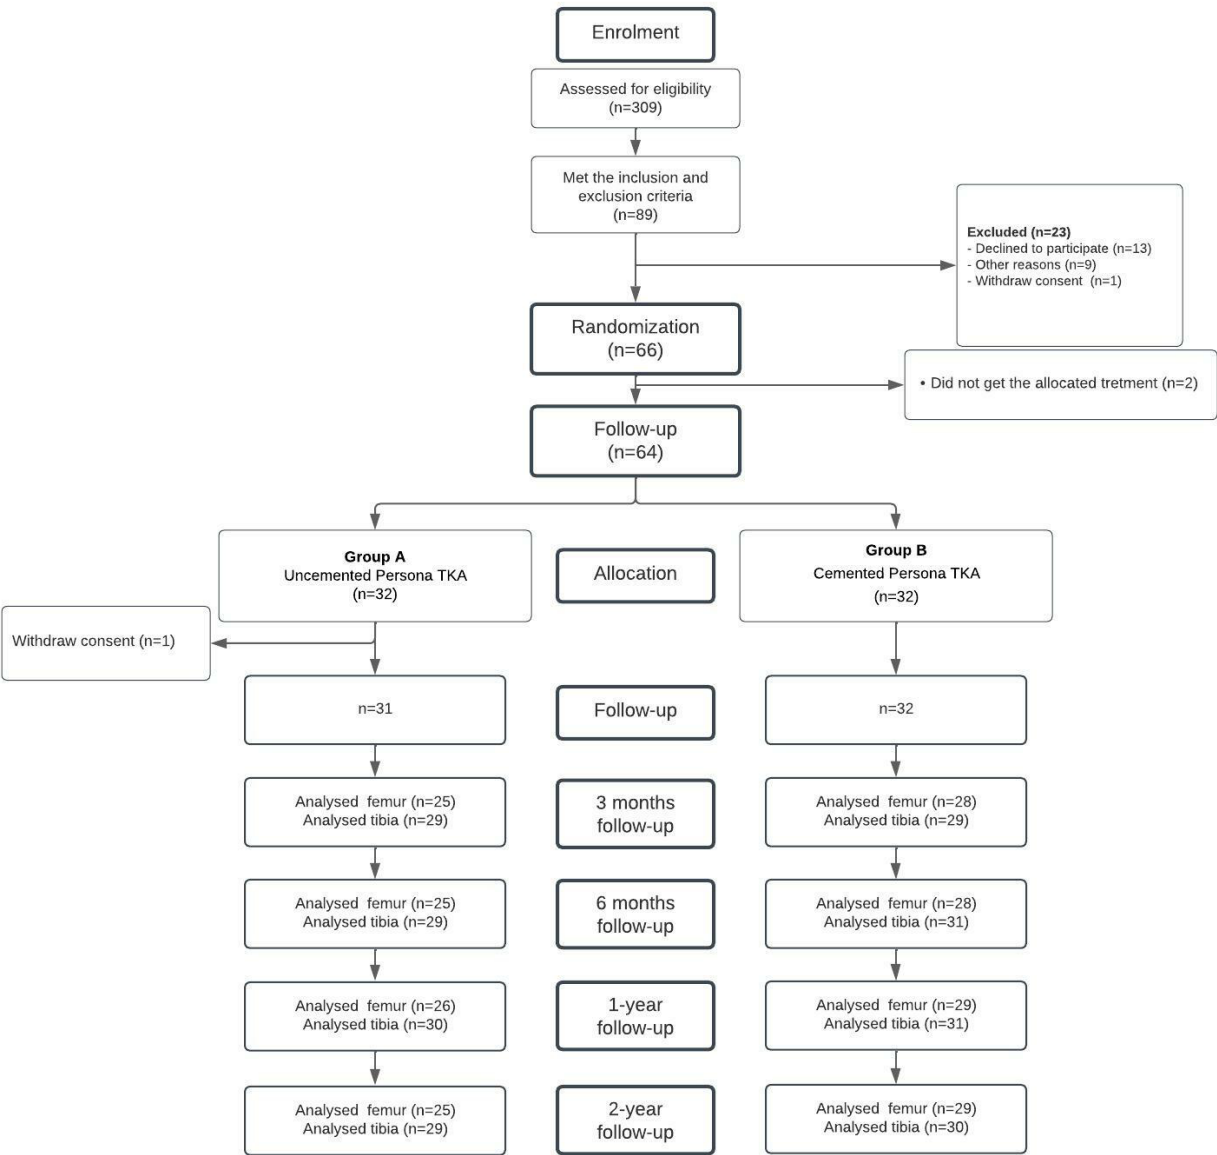 Enrolment
Assessed for eligibility
(n=309)
Met the inclusion and
exclusion criteria
(n=89)
Excluded (n=23)
- Declined to participate (n=13)
- Other reasons (n=9)
- Withdraw consent (n=1)
Randomization
(n=66)
• Did not get the allocated tretment (n=2)
Follow-up
(n=64)
Group A
Uncemented Persona TKA
(n=32)
Allocation
Group B
Cemented Persona TKA
(n=32)
Withdraw consent (n=1)
n=31
Follow-up
n=32
Analysed femur (n=25)
Analysed tibia (n=29)
3 months
follow-up
Analysed femur (n=28)
Analysed tibia (n=29)
Analysed femur (n=25)
Analysed tibia (n=29)
6 months
follow-up
Analysed femur (n=28)
Analysed tibia (n=31)
Analysed femur (n=26)
Analysed tibia (n=30)
1-year
follow-up
Analysed femur (n=29)
Analysed tibia (n=31)
Analysed femur (n=25)
Analysed tibia (n=29)
2-year
follow-up
Analysed femur (n=29)
Analysed tibia (n=30)